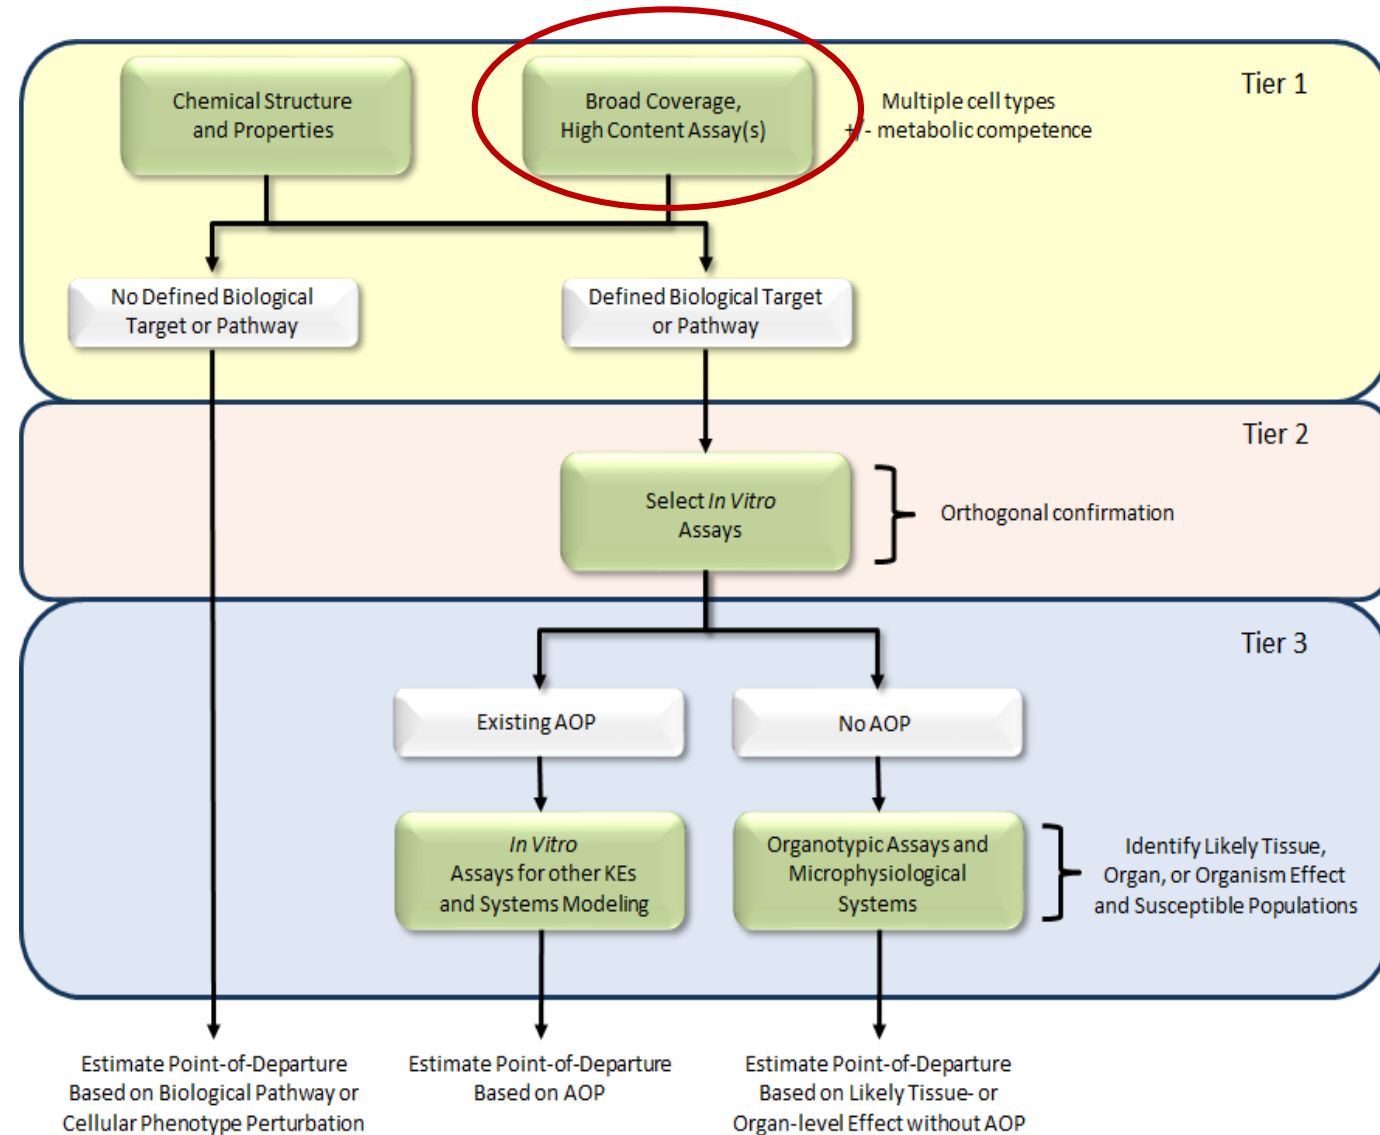 Tier 1
Chemical Structure
and Properties
Broad Coverage,
High Content Assay(s)
Multiple cell types
+/- metabolic competence
No Defined Biological
Target or Pathway
Defined Biological Target
or Pathway
Tier 2
Select In Vitro
Assays
Orthogonal confirmation
Tier 3
Existing AOP
No AOP
In Vitro
Assays for other KEs
and Systems Modeling
Organotypic Assays and
Microphysiological
Systems
Identify Likely Tissue,
Organ, or Organism Effect
and Susceptible Populations
Estimate Point-of-Departure
Based on Biological Pathway or
Cellular Phenotype Perturbation
Estimate Point-of-Departure
Based on AOP
Estimate Point-of-Departure
Based on Likely Tissue- or
Organ-level Effect without AOP